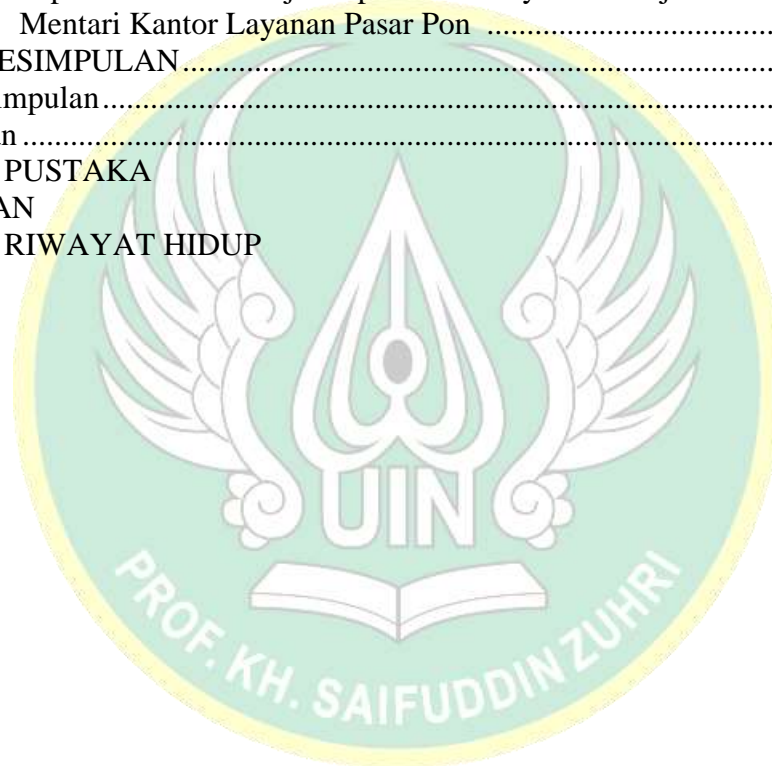 Mentari Kantor Layanan Pasar Pon ....................................
ESIMPULAN..............................................................................
mpulan......................................................................................
n ..............................................................................................
PUSTAKA
AN
RIWAYAT HIDUP
UIN
PROF. KH. SAIFUDDIN ZUHRI